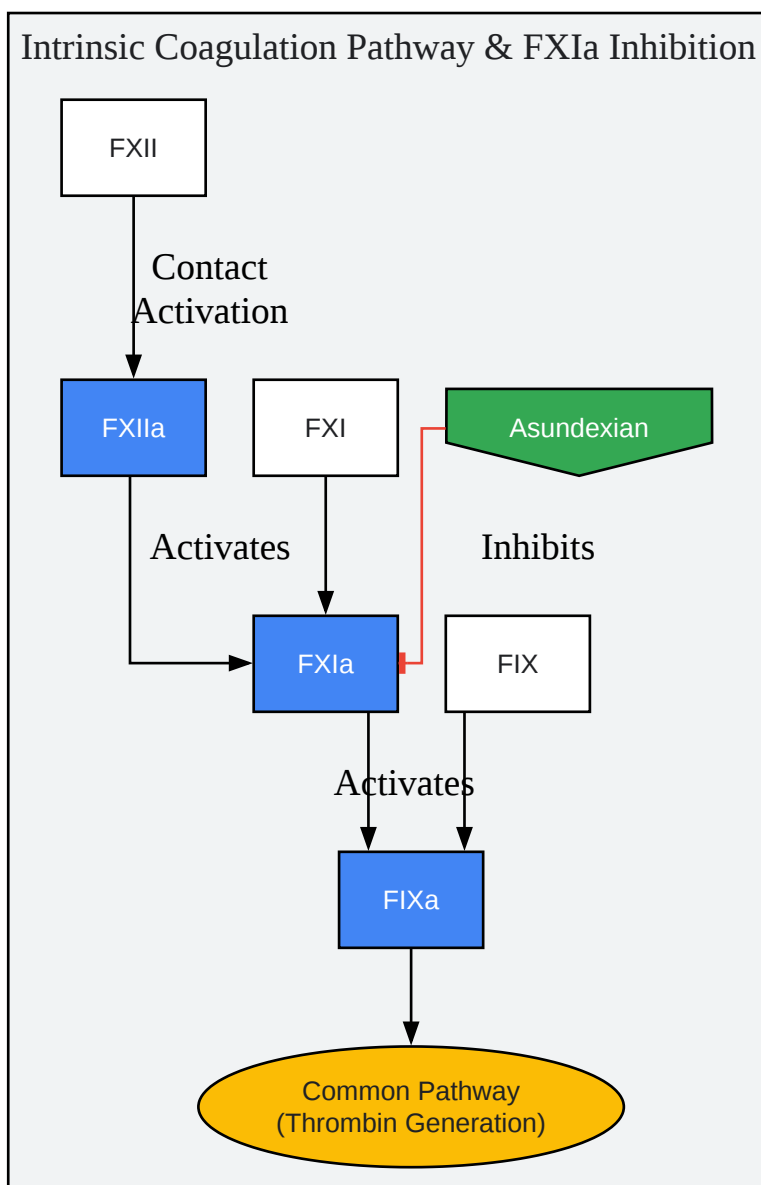 Intrinsic Coagulation Pathway & FXIa Inhibition
FXII
Contact
Activation
FXIIa
FXI
Asundexian
Activates
Inhibits
FXIa
FIX
Activates
FIXa
Common Pathway
(Thrombin Generation)